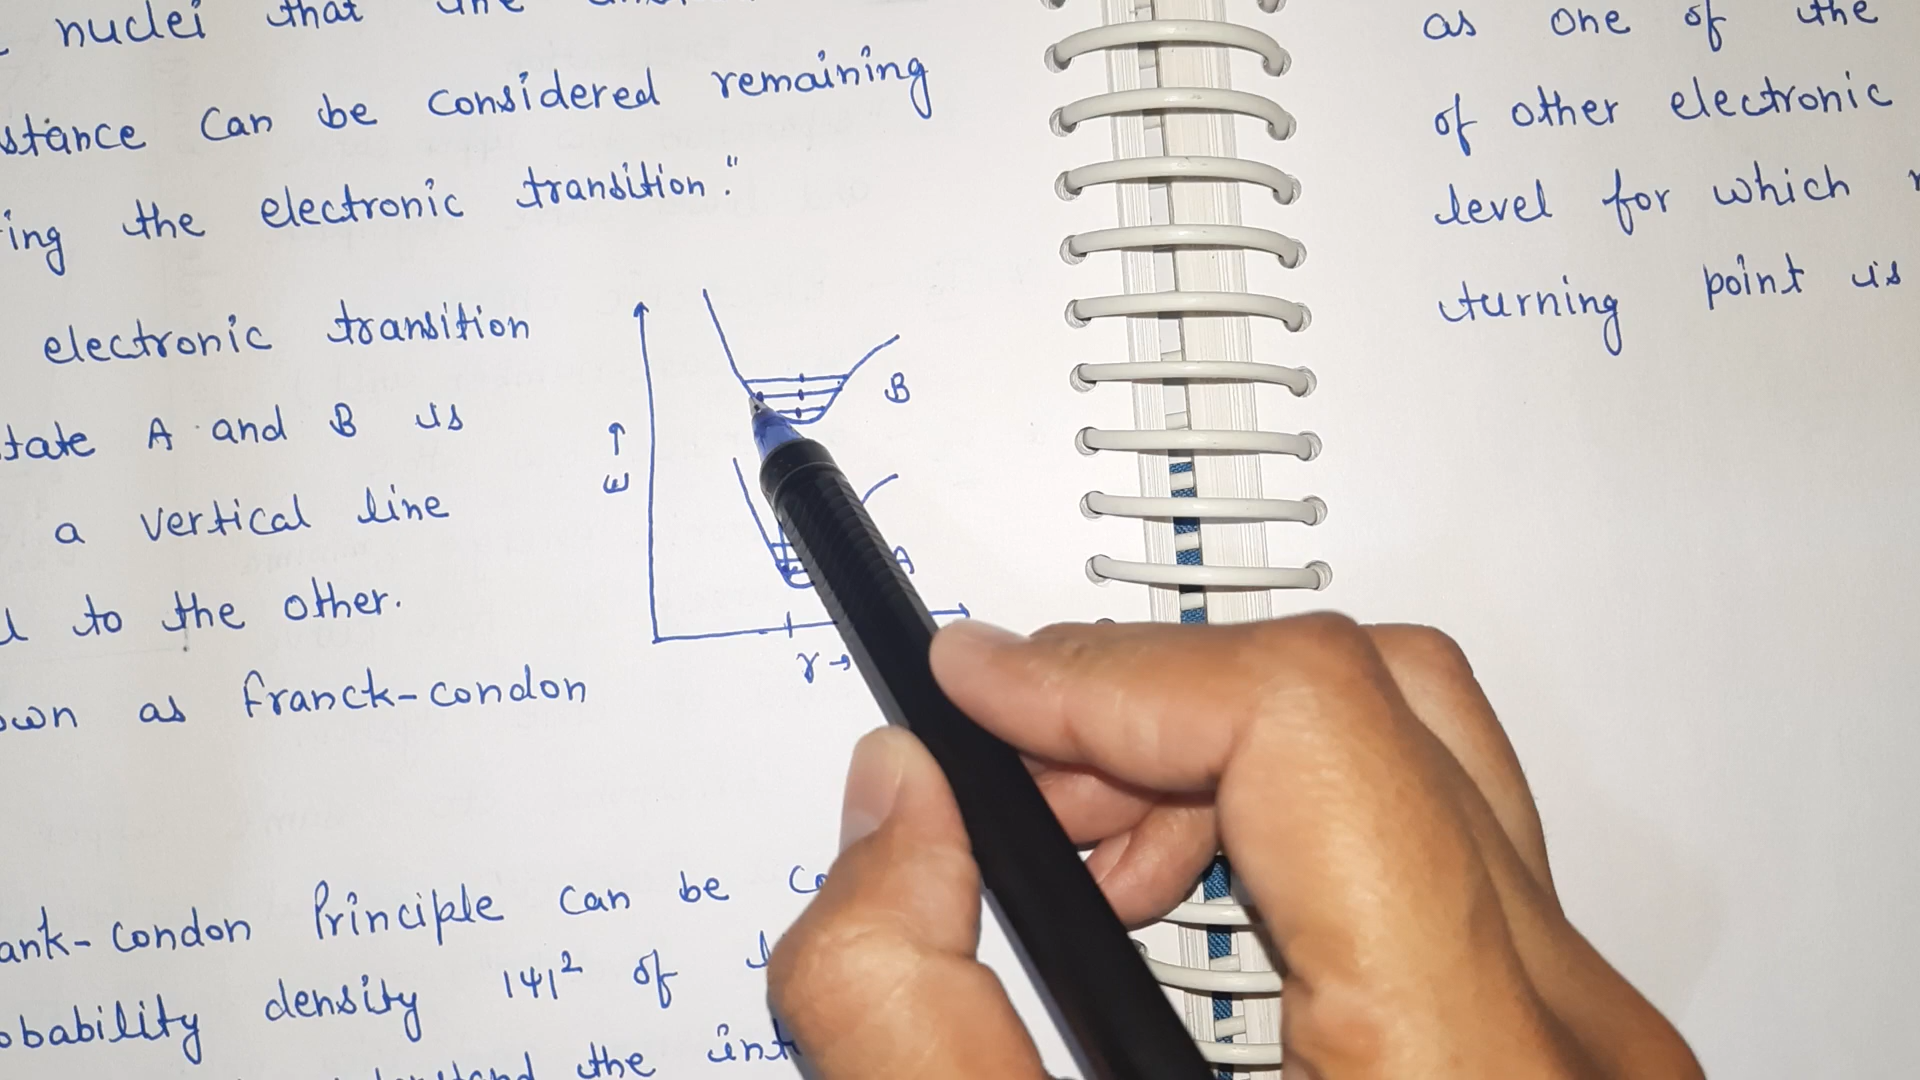 nuclei that the
stance can be considered remaining
ing the electronic transition."
electronic transition
tate A and B is
a vertical line
l to the other.
own as franck-condon
ank-condon Principle can be
obability density |Ψ|² of
the int
B
↑
E
A
r →
as one of the
of other electronic
level for which
turning point is